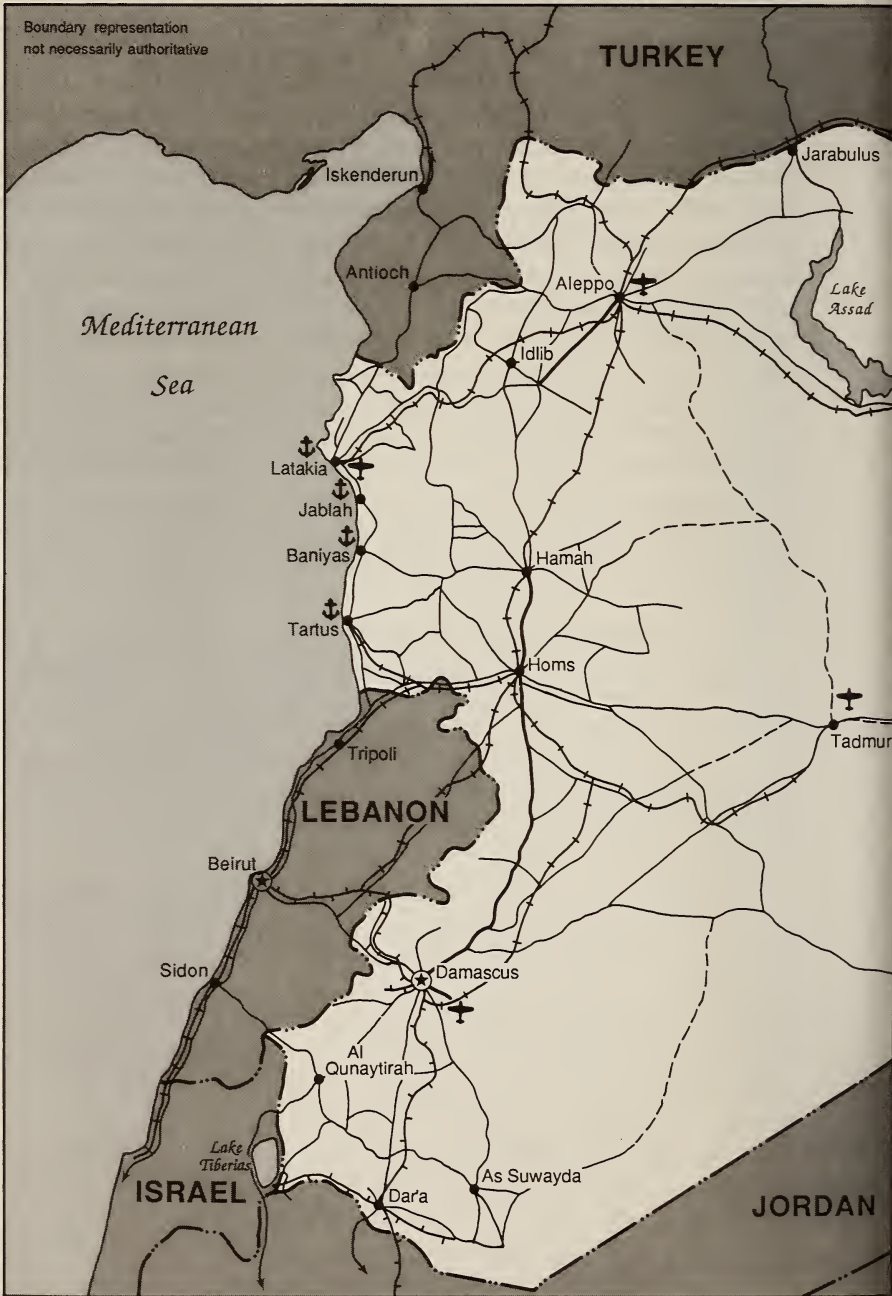 Boundary representation
not necessarily authoritative
TURKEY
Jarabulus
Iskenderun
Antioch
Aleppo
Lake
Assad
Mediterranean
Sea
Idlib
Latakia
Jablah
Baniyas
Hamah
Tartus
Homs
Tadmur
Tripoli
LEBANON
Beirut
Sidon
Damascus
Al
Qunaytirah
Lake
Tiberias
ISRAEL
As Suwayda
Dar'a
JORDAN